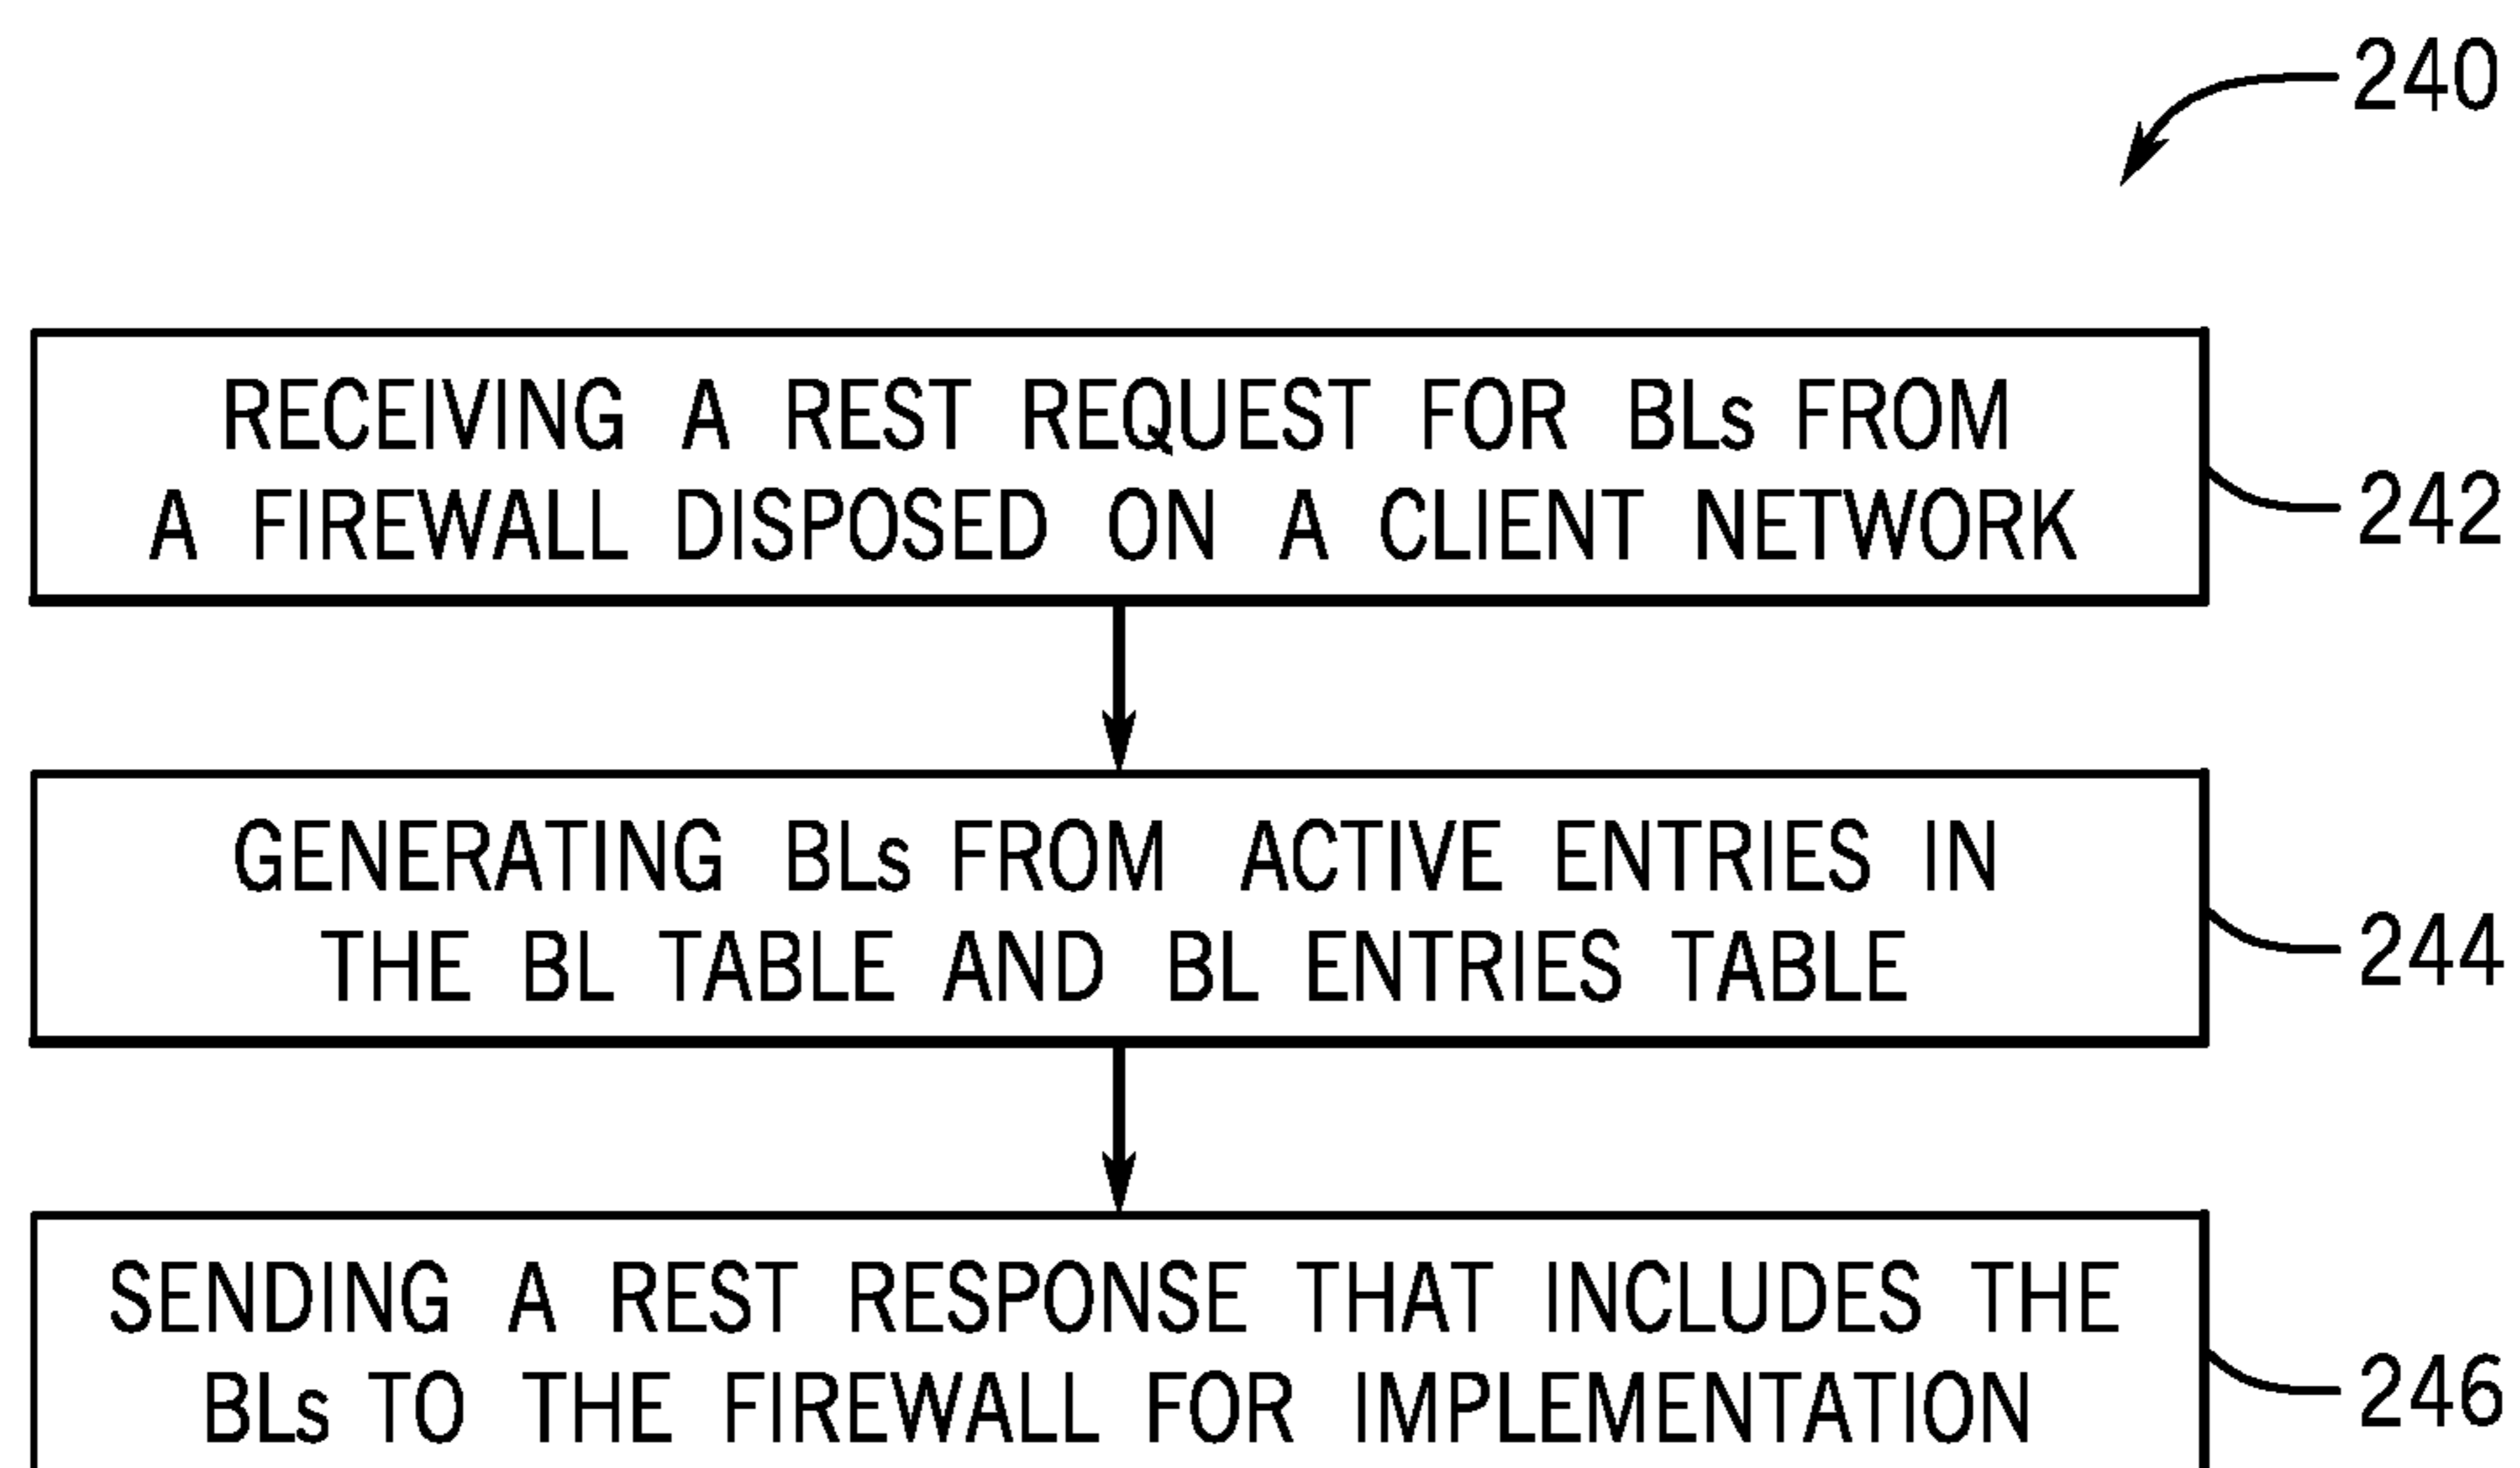 240
RECEIVING A REST REQUEST FOR BLs FROM
A FIREWALL DISPOSED ON A CLIENT NETWORK
242
GENERATING BLs FROM ACTIVE ENTRIES IN
THE BL TABLE AND BL ENTRIES TABLE
244
SENDING A REST RESPONSE THAT INCLUDES THE
BLs TO THE FIREWALL FOR IMPLEMENTATION
246